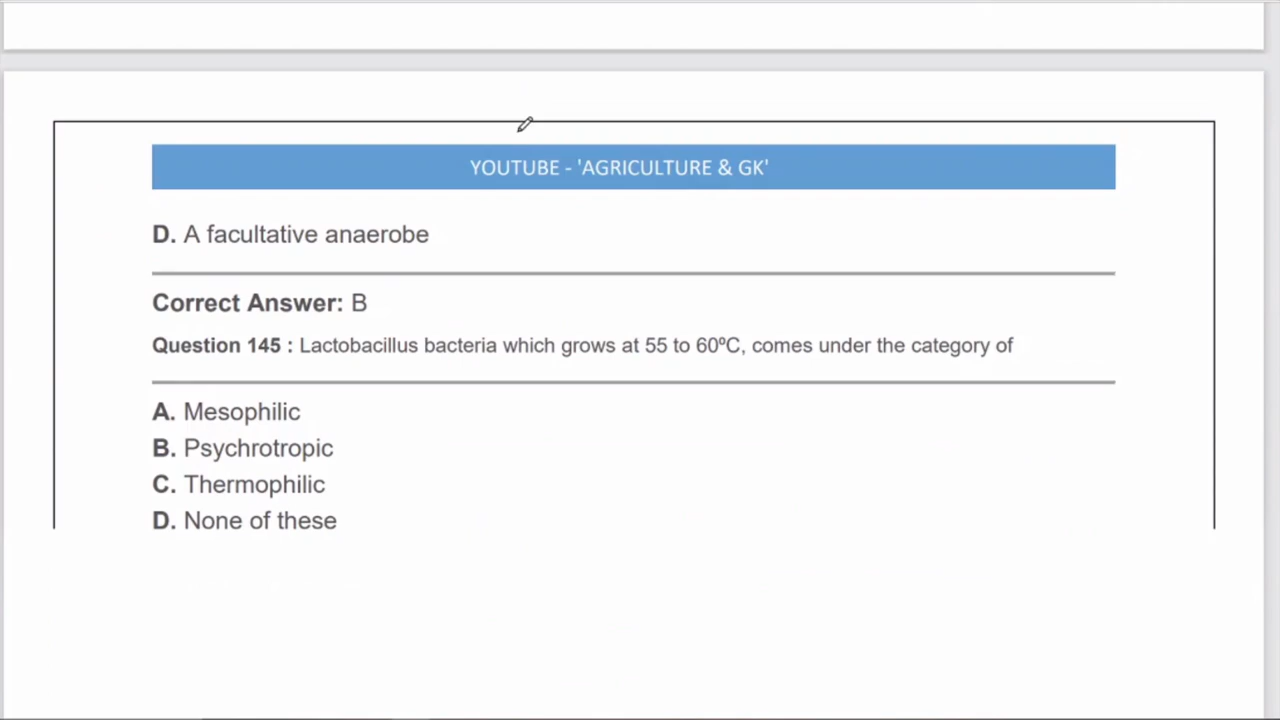 YOUTUBE - 'AGRICULTURE & GK'
D. A facultative anaerobe
Correct Answer: B
Question 145 : Lactobacillus bacteria which grows at 55 to 60ºC, comes under the category of
A. Mesophilic
B. Psychrotropic
C. Thermophilic
D. None of these